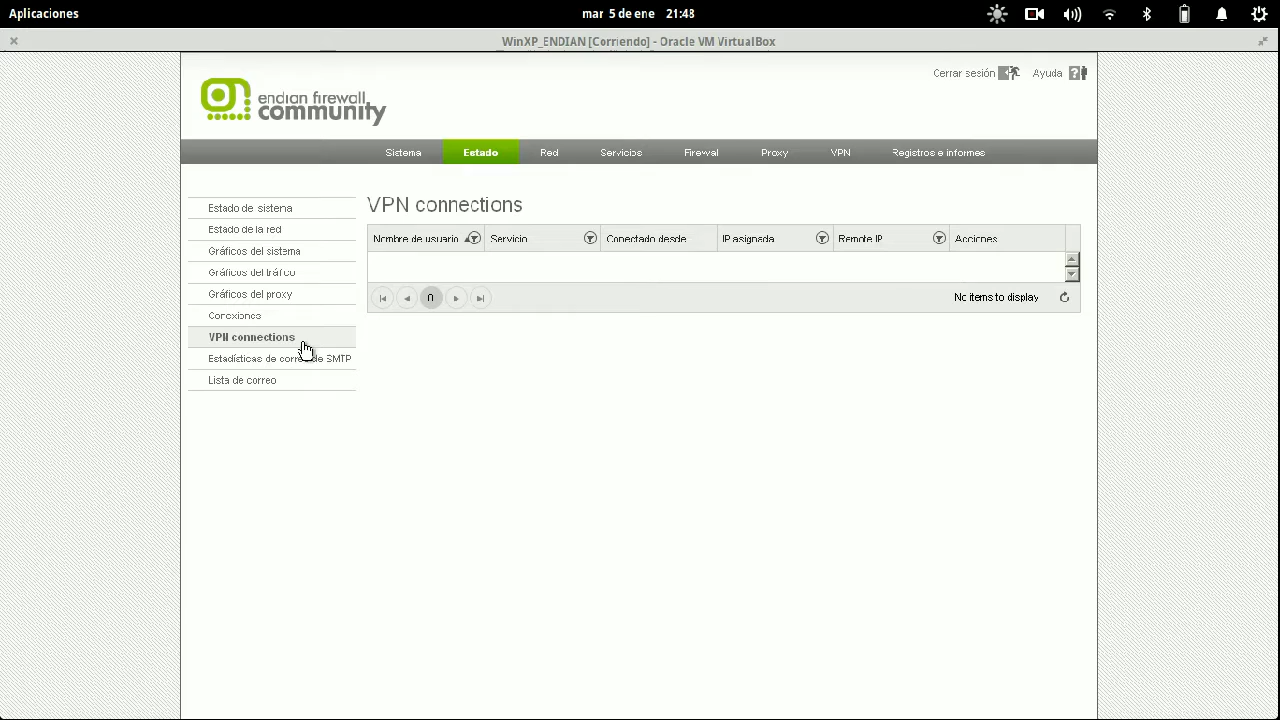 Aplicaciones
mar 5 de ene 21:48
WinXP_ENDIAN [Corriendo] - Oracle VM VirtualBox
Cerrar sesión
Ayuda
endian firewall
community
Sistema
Estado
Red
Servicios
Firewall
Proxy
VPN
Registros e informes
Estado de sistema
Estado de la red
Gráficos del sistema
Gráficos del tráfico
Gráficos del proxy
Conexiones
VPN connections
Estadísticas de correo de SMTP
Lista de correo
VPN connections
Nombre de usuario
Servicio
Conectado desde
IP asignada
Remote IP
Acciones
0
No items to display